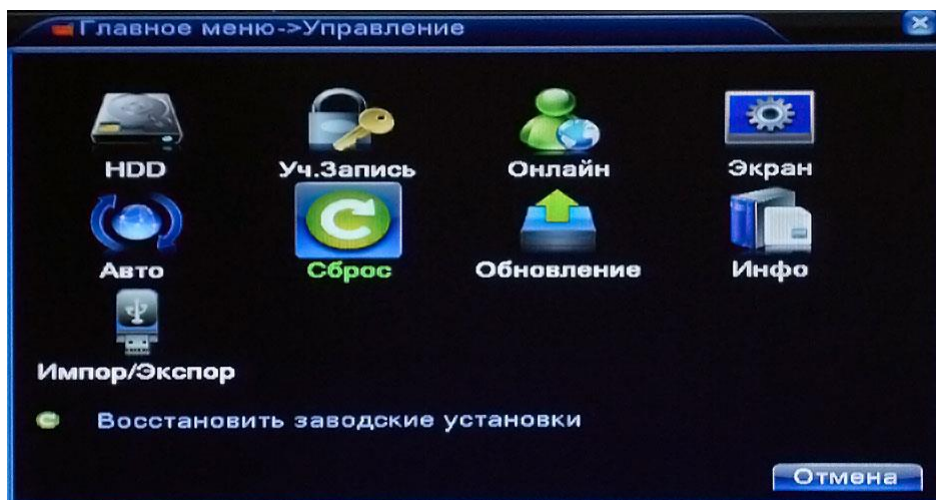 Главное меню->Управление
HDD Уч.Запись Онлайн Экран
Авто Сброс Обновление Инфо
Импор/Экспор
Восстановить заводские установки
Отмена